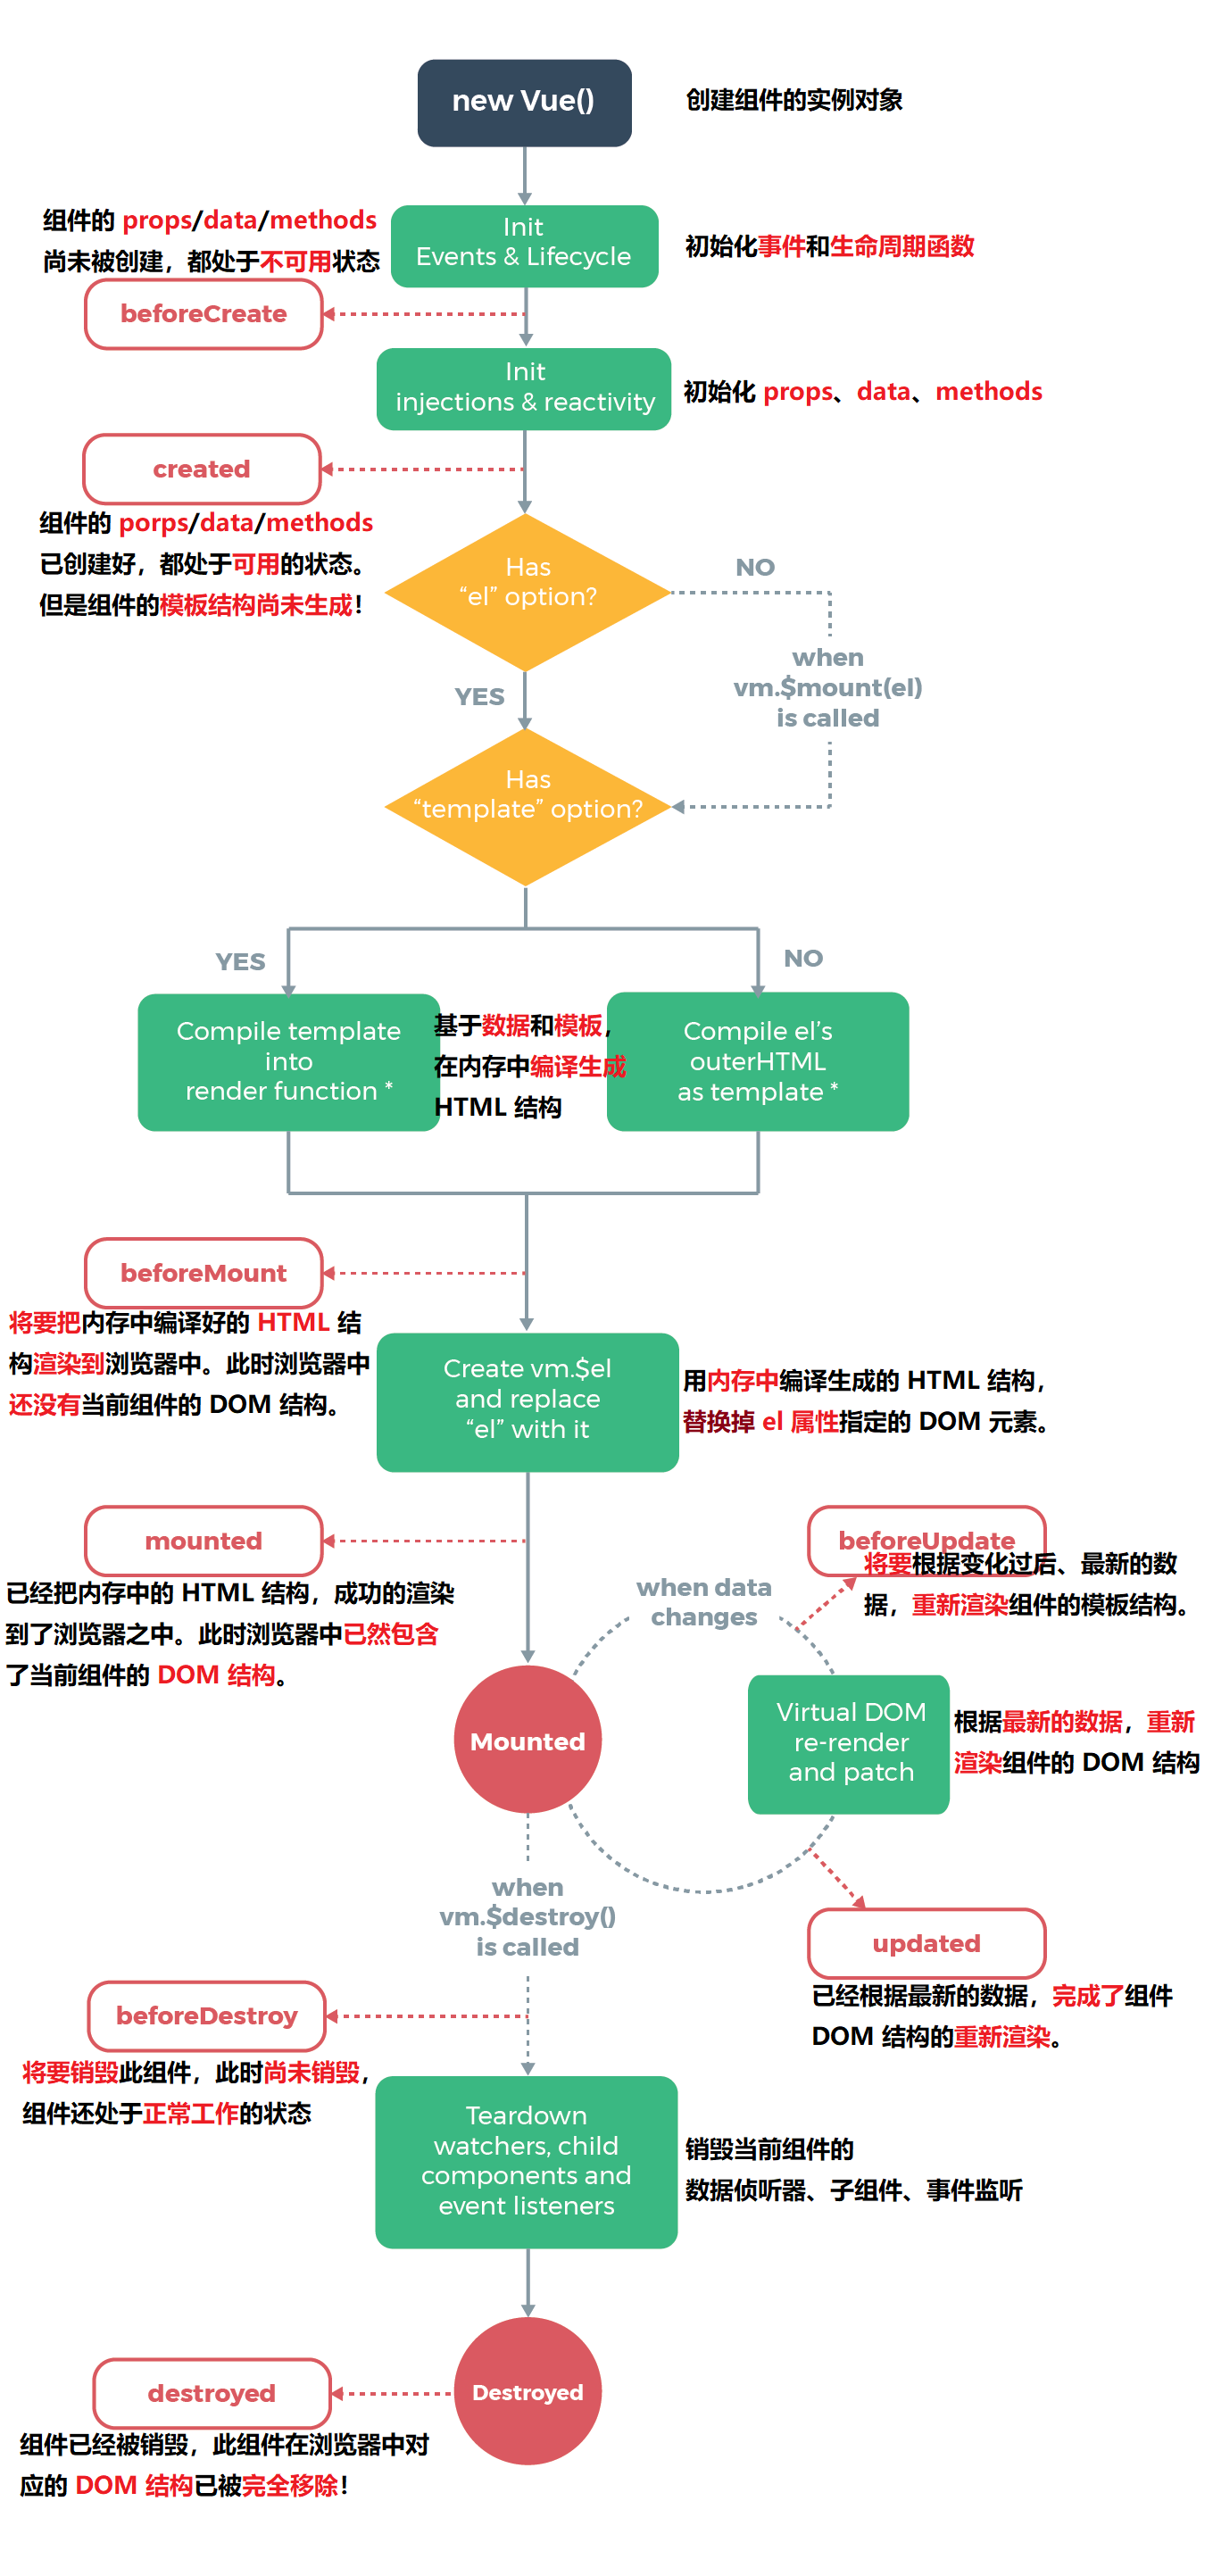 new Vue()
创建组件的实例对象
组件的 props/data/methods
尚未被创建，都处于不可用状态
Init
Events & Lifecycle
初始化事件和生命周期函数
beforeCreate
Init
injections & reactivity
初始化 props、data、methods
created
组件的 porps/data/methods
已创建好，都处于可用的状态。
但是组件的模板结构尚未生成！
Has
“el” option?
NO
when
vm.$mount(el)
is called
YES
Has
“template” option?
YES
NO
Compile template
into
render function *
基于数据和模板，
在内存中编译生成
HTML 结构
Compile el’s
outerHTML
as template *
beforeMount
将要把内存中编译好的 HTML 结
构渲染到浏览器中。此时浏览器中
还没有当前组件的 DOM 结构。
Create vm.$el
and replace
“el” with it
用内存中编译生成的 HTML 结构，
替换掉 el 属性指定的 DOM 元素。
mounted
已经把内存中的 HTML 结构，成功的渲染
到了浏览器之中。此时浏览器中已然包含
了当前组件的 DOM 结构。
beforeUpdate
将要根据变化过后、最新的数
据，重新渲染组件的模板结构。
when data
changes
Mounted
Virtual DOM
re-render
and patch
根据最新的数据，重新
渲染组件的 DOM 结构
when
vm.$destroy()
is called
updated
已经根据最新的数据，完成了组件
DOM 结构的重新渲染。
beforeDestroy
将要销毁此组件，此时尚未销毁，
组件还处于正常工作的状态
Teardown
watchers, child
components and
event listeners
销毁当前组件的
数据侦听器、子组件、事件监听
Destroyed
destroyed
组件已经被销毁，此组件在浏览器中对
应的 DOM 结构已被完全移除！